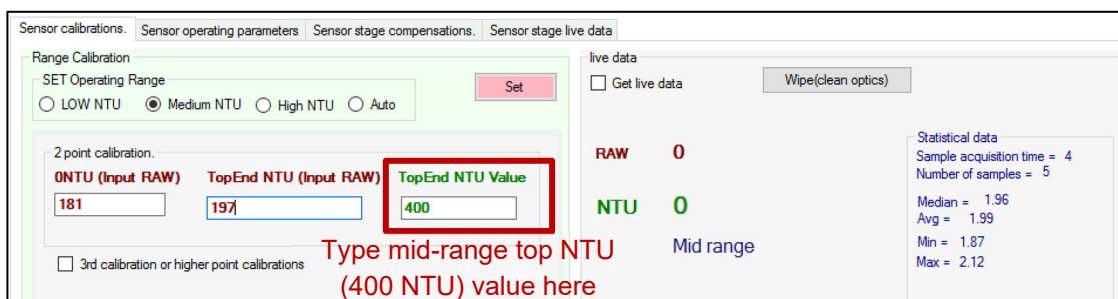 Sensor calibrations. Sensor operating parameters Sensor stage compensations. Sensor stage live data
Range Calibration
SET Operating Range
LOW NTU Medium NTU High NTU Auto
Set
2 point calibration.
0NTU (Input RAW) TopEnd NTU (Input RAW) TopEnd NTU Value
181 197 400
3rd calibration or higher point calibrations
Type mid-range top NTU
(400 NTU) value here
live data
Get live data Wipe(clean optics)
RAW 0
NTU 0
Mid range
Statistical data
Sample acquisition time = 4
Number of samples = 5
Median = 1.96
Avg = 1.99
Min = 1.87
Max = 2.12